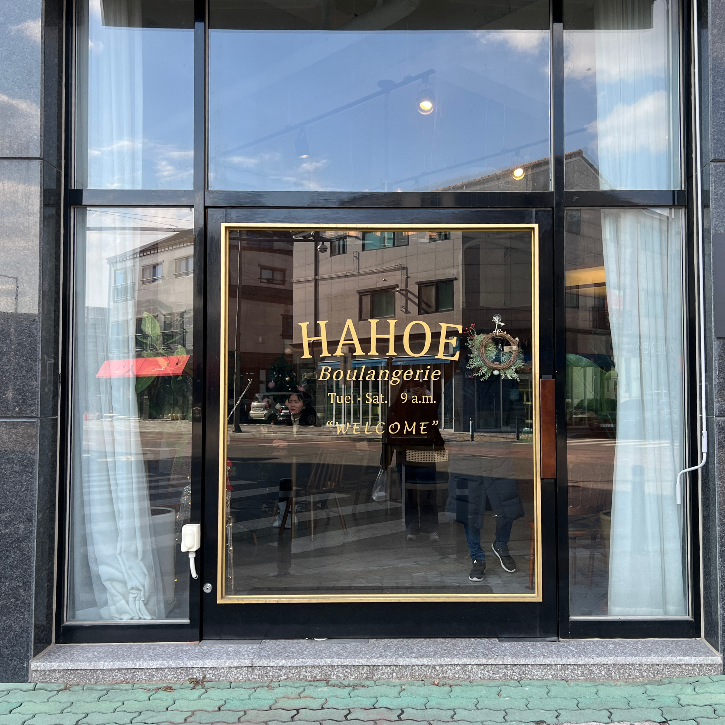 HAHOE
Boulangerie
Tue. - Sat. 9 a.m.
"WELCOME"